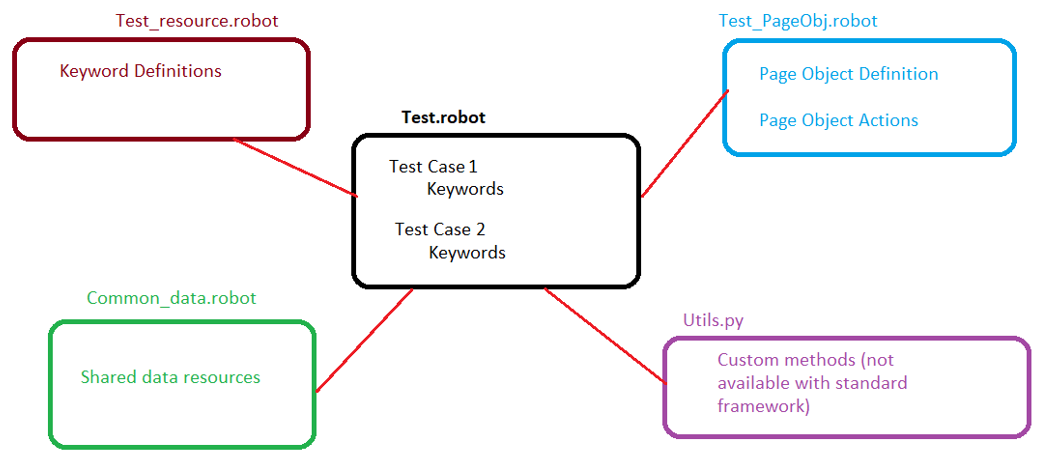 Test_resource.robot
Keyword Definitions
Test_PageObj.robot
Page Object Definition
Page Object Actions
Test.robot
Test Case 1
Keywords
Test Case 2
Keywords
Common_data.robot
Shared data resources
Utils.py
Custom methods (not
available with standard
framework)